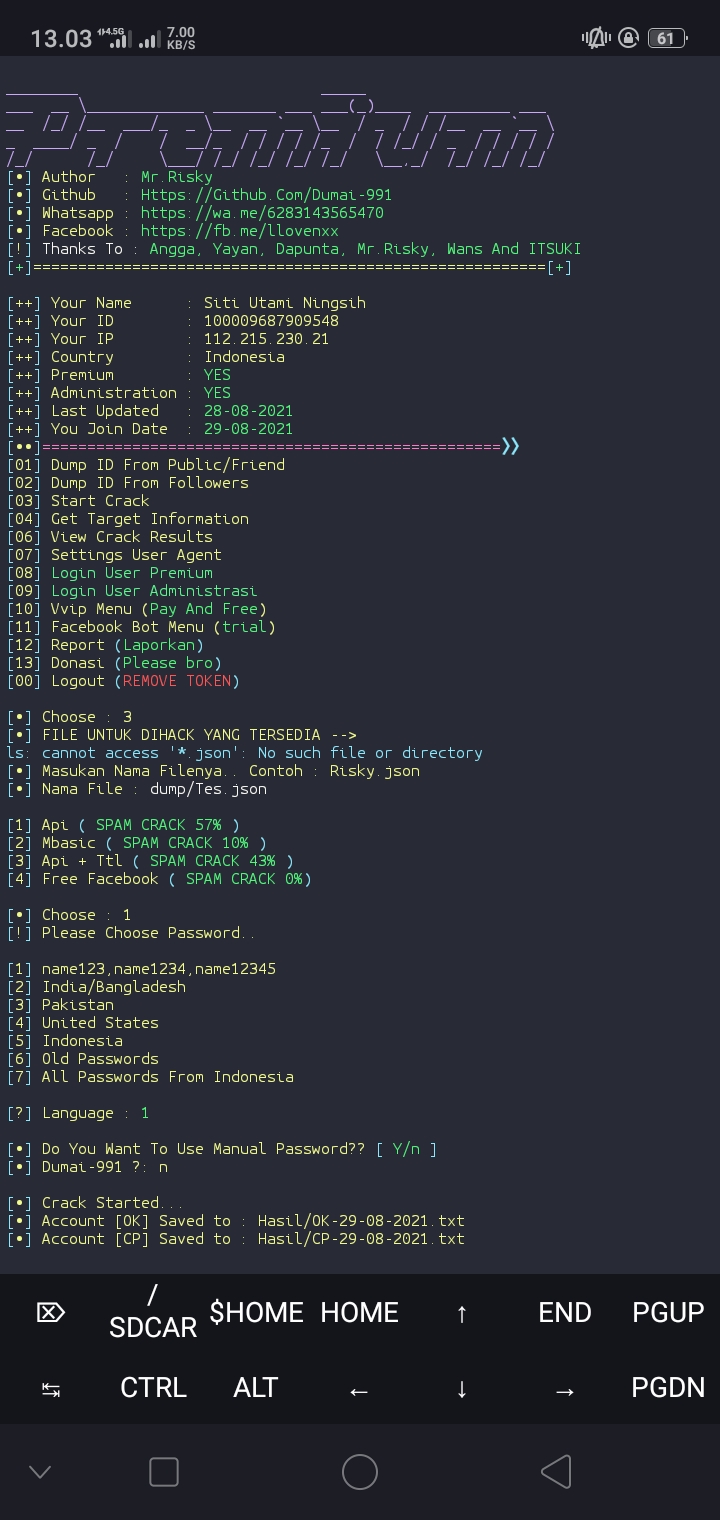 13.03 4.5G 7.00 KB/S 61
Premium
[•] Author : Mr.Risky
[•] Github : Https://Github.Com/Dumai-991
[•] Whatsapp : https://wa.me/6283143565470
[•] Facebook : https://fb.me/llovenxx
[!] Thanks To : Angga, Yayan, Dapunta, Mr.Risky, Wans And ITSUKI
[+]=========================================================[+]
[++] Your Name : Siti Utami Ningsih
[++] Your ID : 100009687909548
[++] Your IP : 112.215.230.21
[++] Country : Indonesia
[++] Premium : YES
[++] Administration : YES
[++] Last Updated : 28-08-2021
[++] You Join Date : 29-08-2021
[••]===================================================》
[01] Dump ID From Public/Friend
[02] Dump ID From Followers
[03] Start Crack
[04] Get Target Information
[06] View Crack Results
[07] Settings User Agent
[08] Login User Premium
[09] Login User Administrasi
[10] Vvip Menu (Pay And Free)
[11] Facebook Bot Menu (trial)
[12] Report (Laporkan)
[13] Donasi (Please bro)
[00] Logout (REMOVE TOKEN)
[•] Choose : 3
[•] FILE UNTUK DIHACK YANG TERSEDIA -->
ls: cannot access '*.json': No such file or directory
[•] Masukan Nama Filenya.. Contoh : Risky.json
[•] Nama File : dump/Tes.json
[1] Api ( SPAM CRACK 57% )
[2] Mbasic ( SPAM CRACK 10% )
[3] Api + Ttl ( SPAM CRACK 43% )
[4] Free Facebook ( SPAM CRACK 0%)
[•] Choose : 1
[!] Please Choose Password..
[1] name123,name1234,name12345
[2] India/Bangladesh
[3] Pakistan
[4] United States
[5] Indonesia
[6] Old Passwords
[7] All Passwords From Indonesia
[?] Language : 1
[•] Do You Want To Use Manual Password?? [ Y/n ]
[•] Dumai-991 ?: n
[•] Crack Started...
[•] Account [OK] Saved to : Hasil/OK-29-08-2021.txt
[•] Account [CP] Saved to : Hasil/CP-29-08-2021.txt
/SDCAR $HOME HOME ↑ END PGUP
CTRL ALT ← ↓ → PGDN